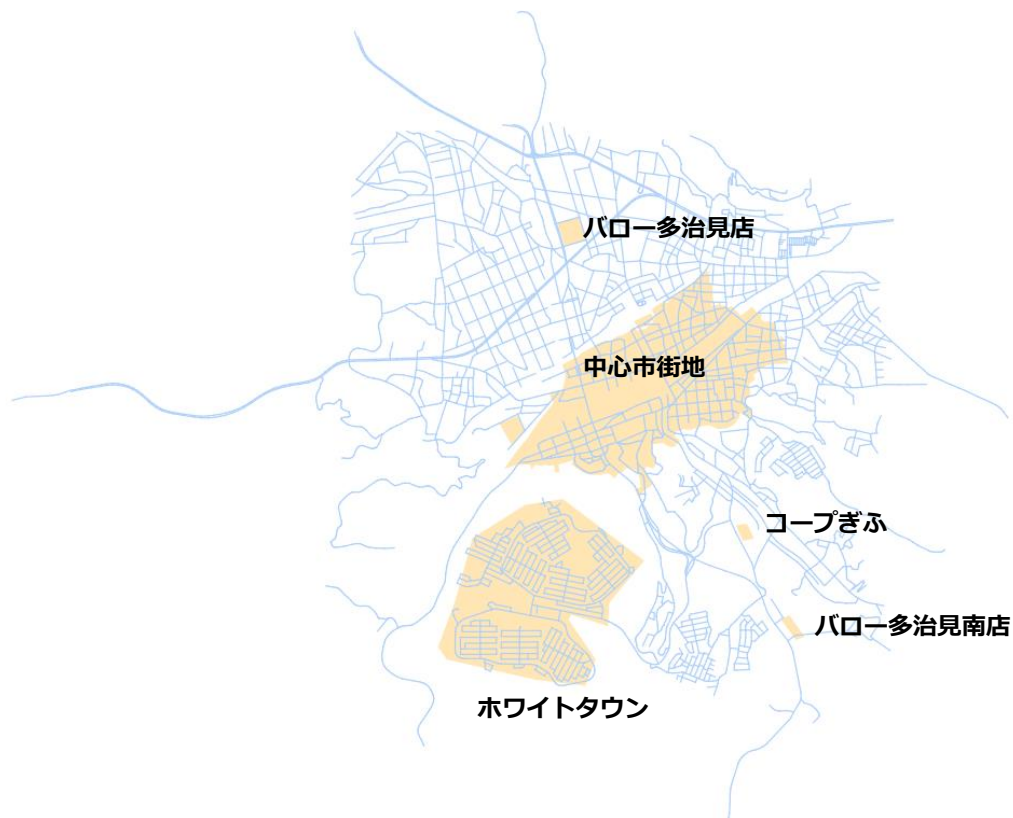 バロー多治見店
中心市街地
コープぎふ
バロー多治見南店
ホワイトタウン